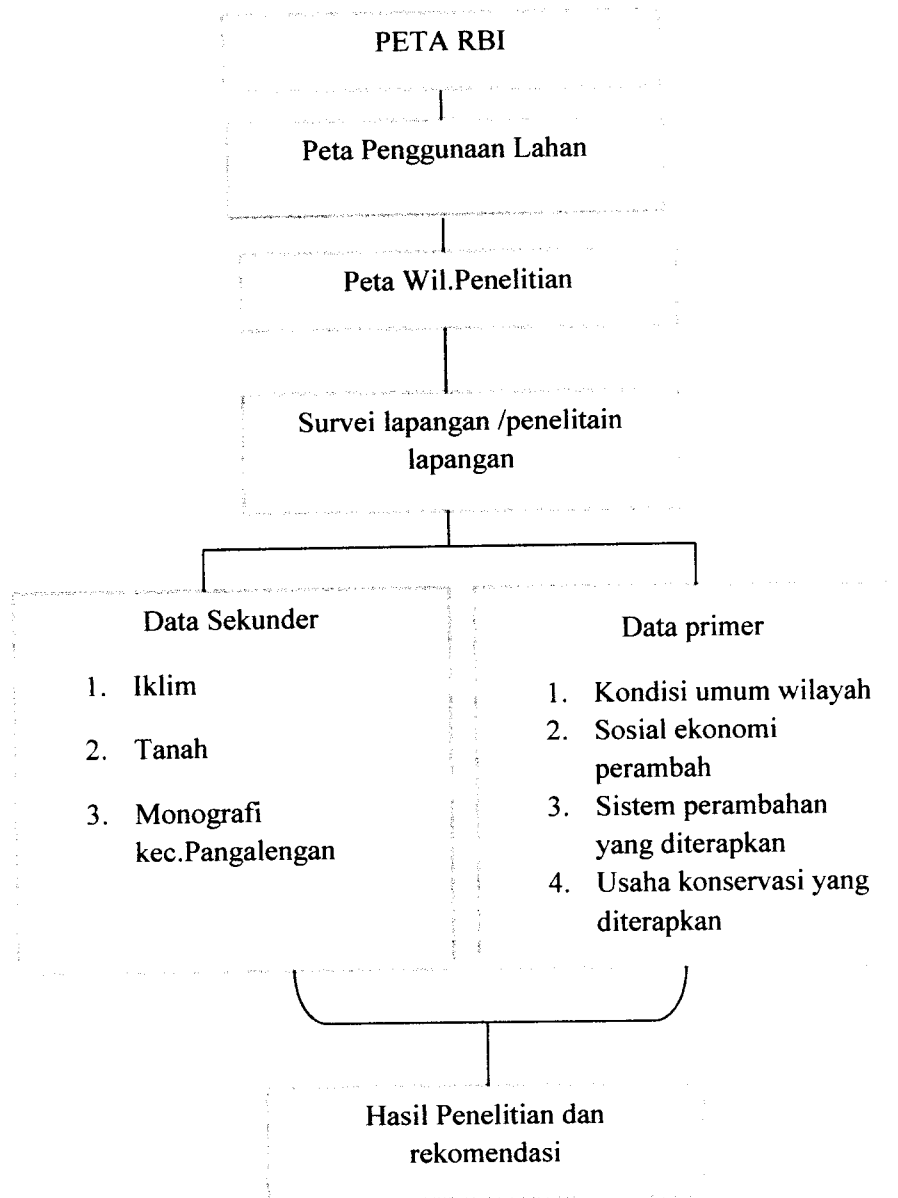 PETA RBI
Peta Penggunaan Lahan
Peta Wil.Penelitian
Survei lapangan /penelitain
lapangan
Data Sekunder
1. Iklim
2. Tanah
3. Monografi
kec.Pangalengan
Data primer
1. Kondisi umum wilayah
2. Sosial ekonomi
perambah
3. Sistem perambahan
yang diterapkan
4. Usaha konservasi yang
diterapkan
Hasil Penelitian dan
rekomendasi